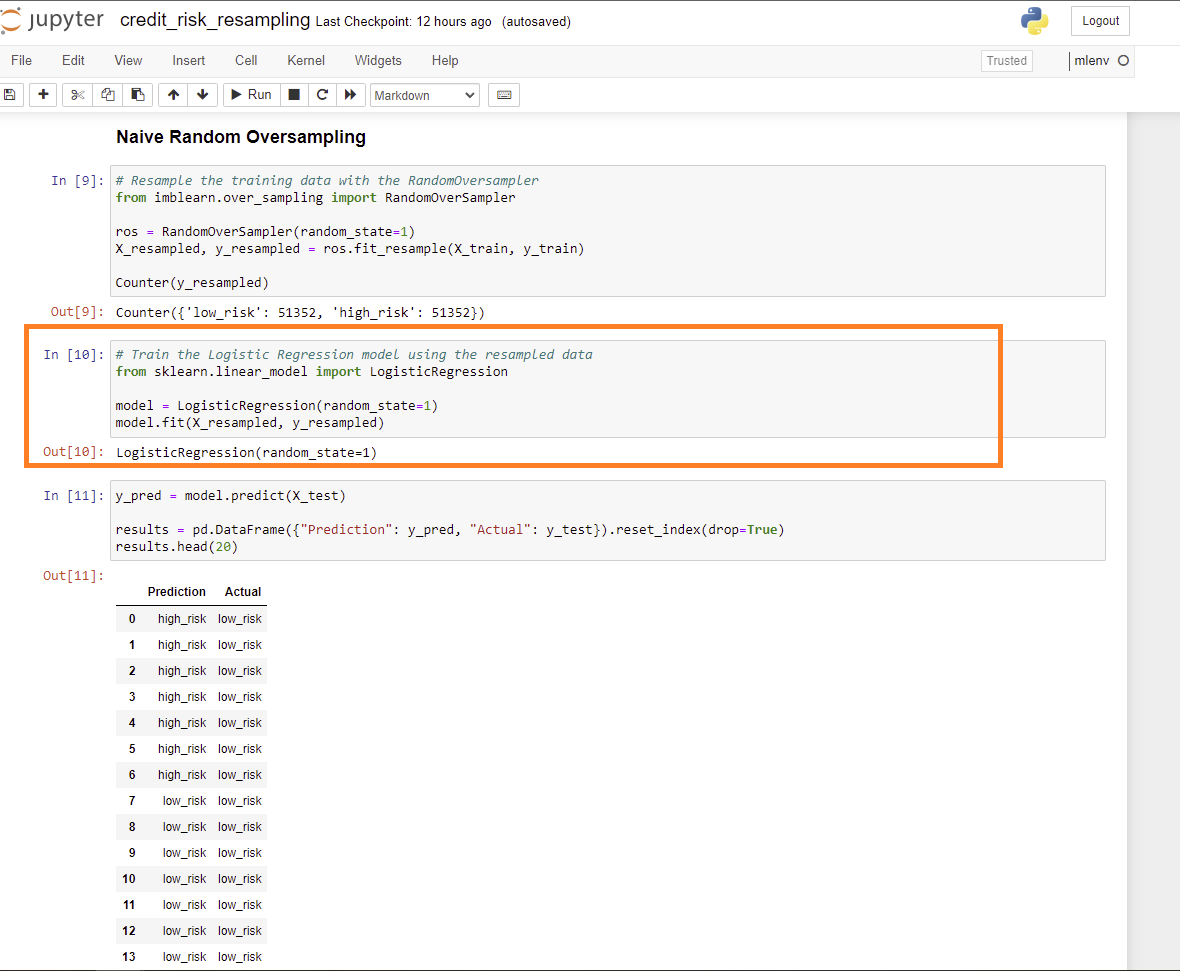 jupyter credit_risk_resampling Last Checkpoint: 12 hours ago (autosaved) Logout
File Edit View Insert Cell Kernel Widgets Help Trusted mlenv
Run Markdown
Naive Random Oversampling
In [9]: # Resample the training data with the RandomOversampler
from imblearn.over_sampling import RandomOverSampler
ros = RandomOverSampler(random_state=1)
X_resampled, y_resampled = ros.fit_resample(X_train, y_train)
Counter(y_resampled)
Out[9]: Counter({'low_risk': 51352, 'high_risk': 51352})
In [10]: # Train the Logistic Regression model using the resampled data
from sklearn.linear_model import LogisticRegression
model = LogisticRegression(random_state=1)
model.fit(X_resampled, y_resampled)
Out[10]: LogisticRegression(random_state=1)
In [11]: y_pred = model.predict(X_test)
results = pd.DataFrame({"Prediction": y_pred, "Actual": y_test}).reset_index(drop=True)
results.head(20)
Out[11]:
Prediction Actual
0 high_risk low_risk
1 high_risk low_risk
2 high_risk low_risk
3 high_risk low_risk
4 high_risk low_risk
5 high_risk low_risk
6 high_risk low_risk
7 low_risk low_risk
8 low_risk low_risk
9 low_risk low_risk
10 low_risk low_risk
11 low_risk low_risk
12 low_risk low_risk
13 low_risk low_risk